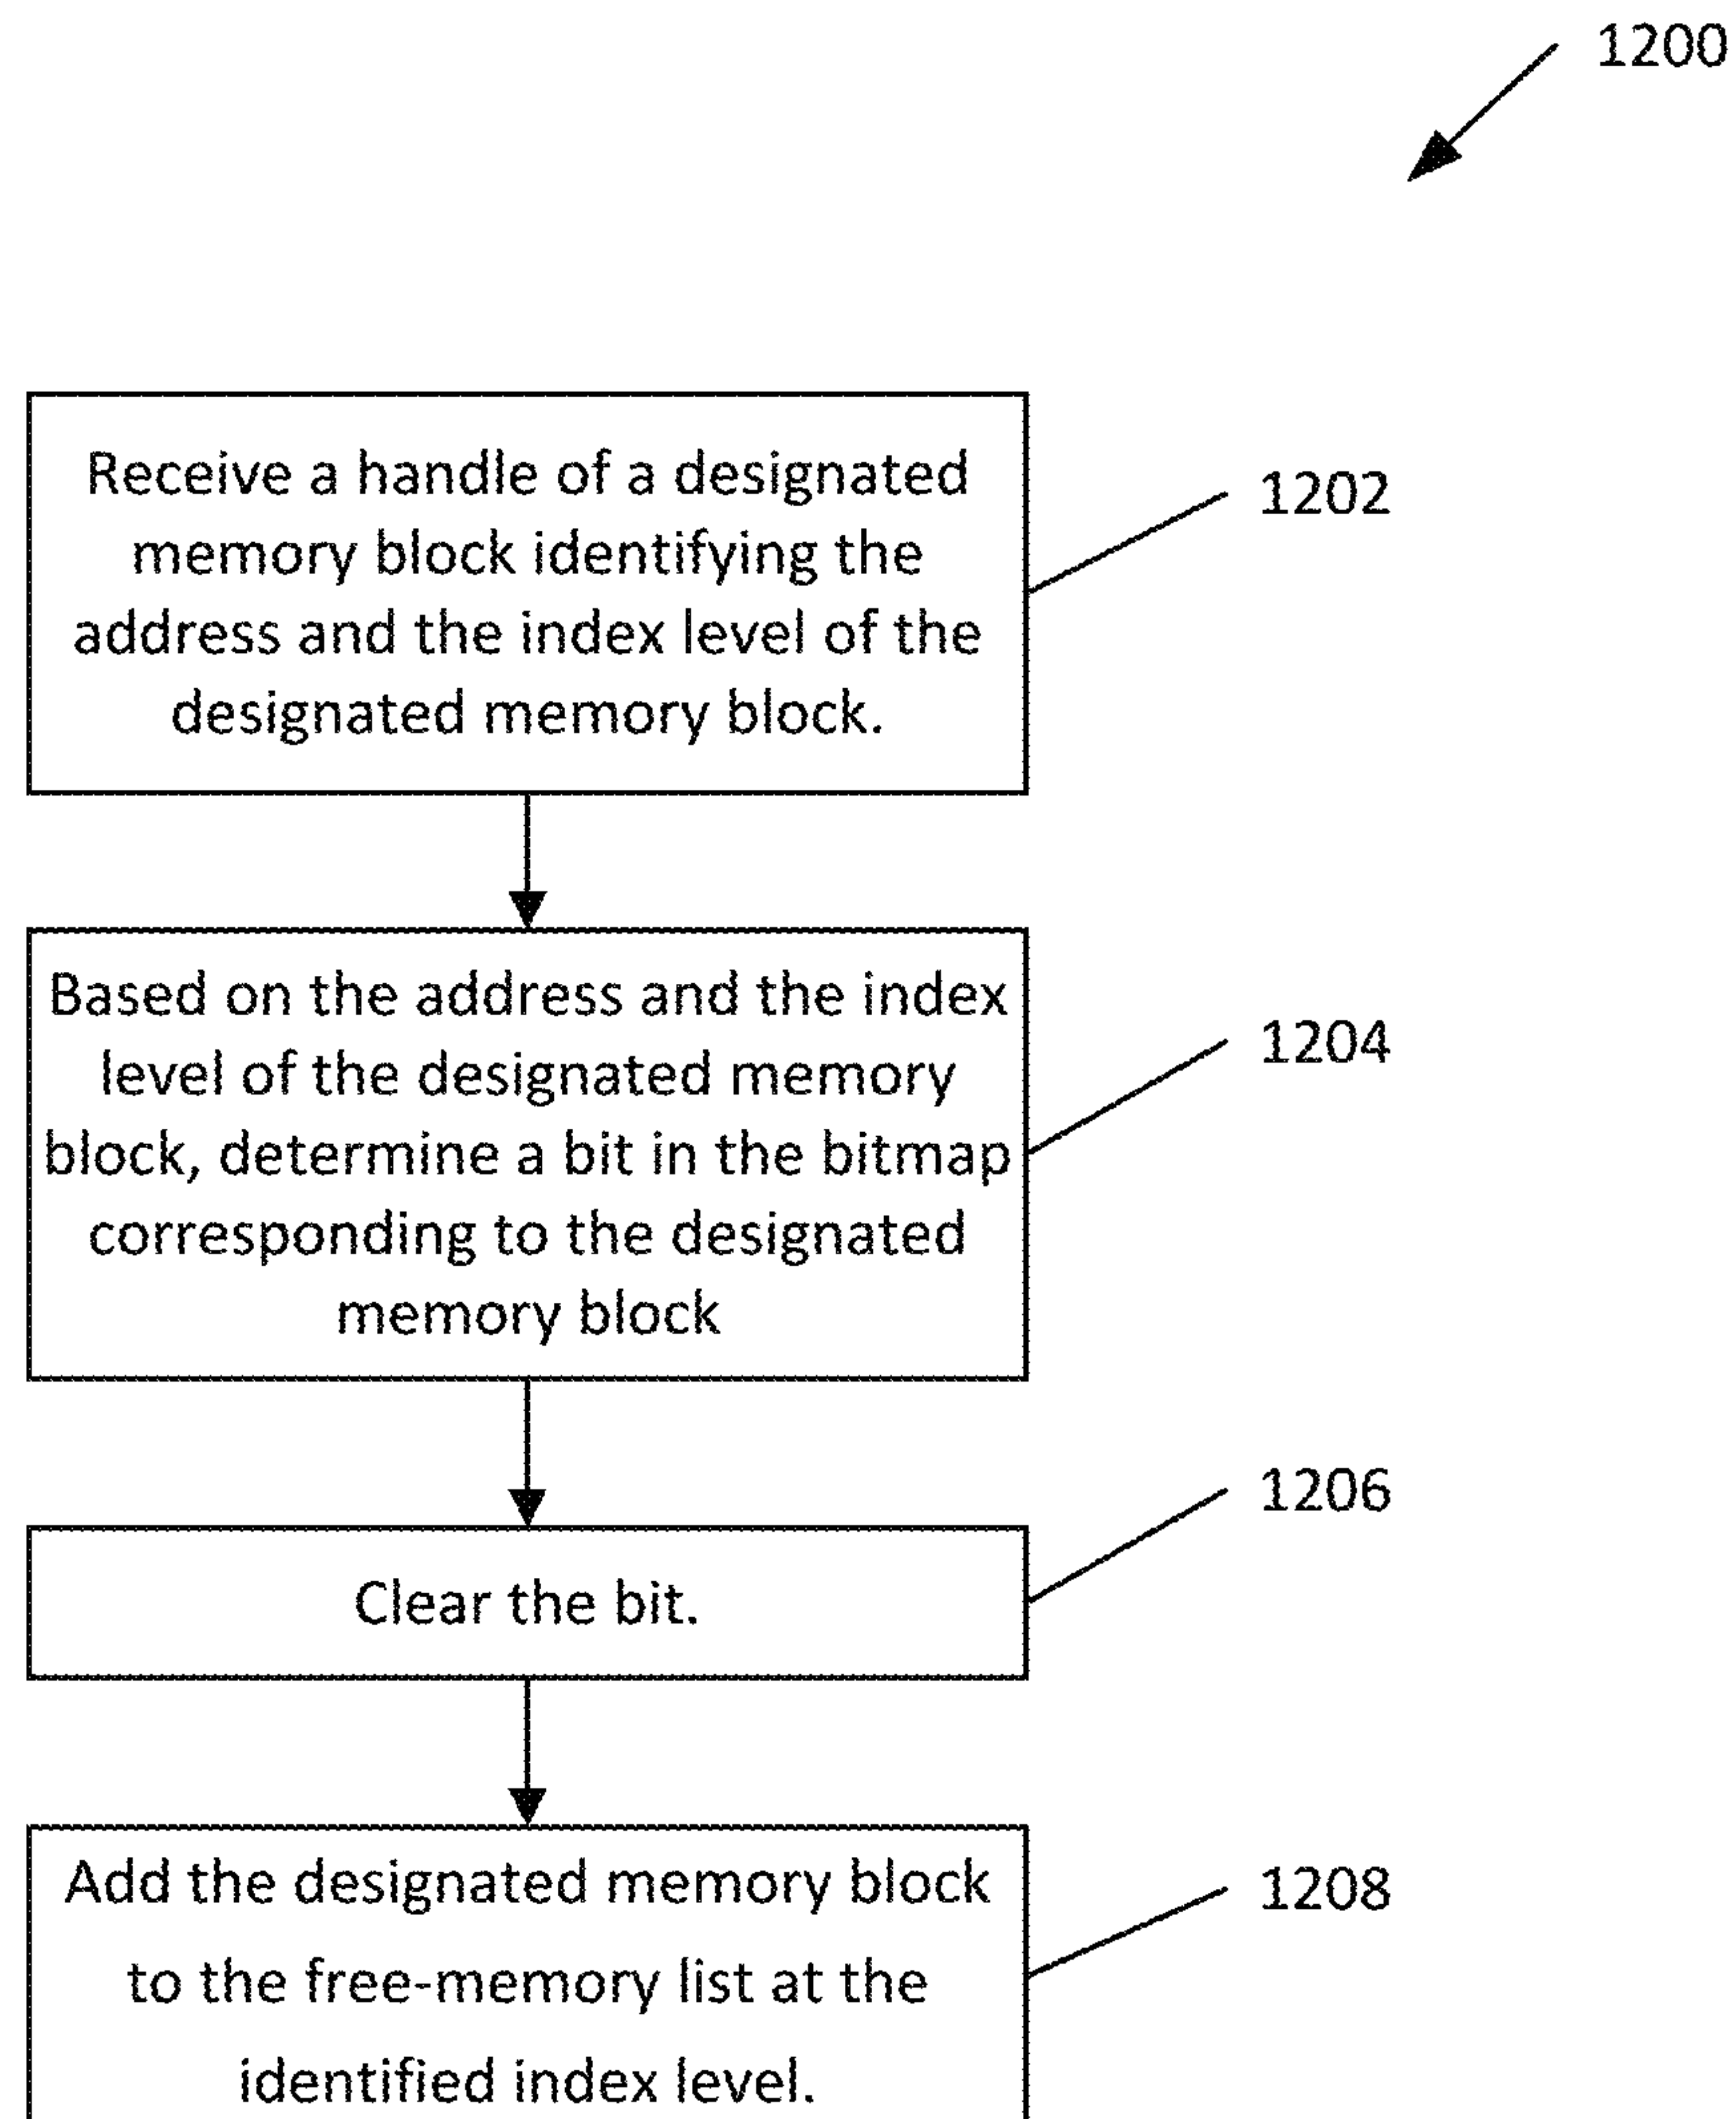 1200
Receive a handle of a designated
memory block identifying the
address and the index level of the
designated memory block.
1202
Based on the address and the index
level of the designated memory
block, determine a bit in the bitmap
corresponding to the designated
memory block
1204
Clear the bit.
1206
Add the designated memory block
to the free-memory list at the
identified index level.
1208